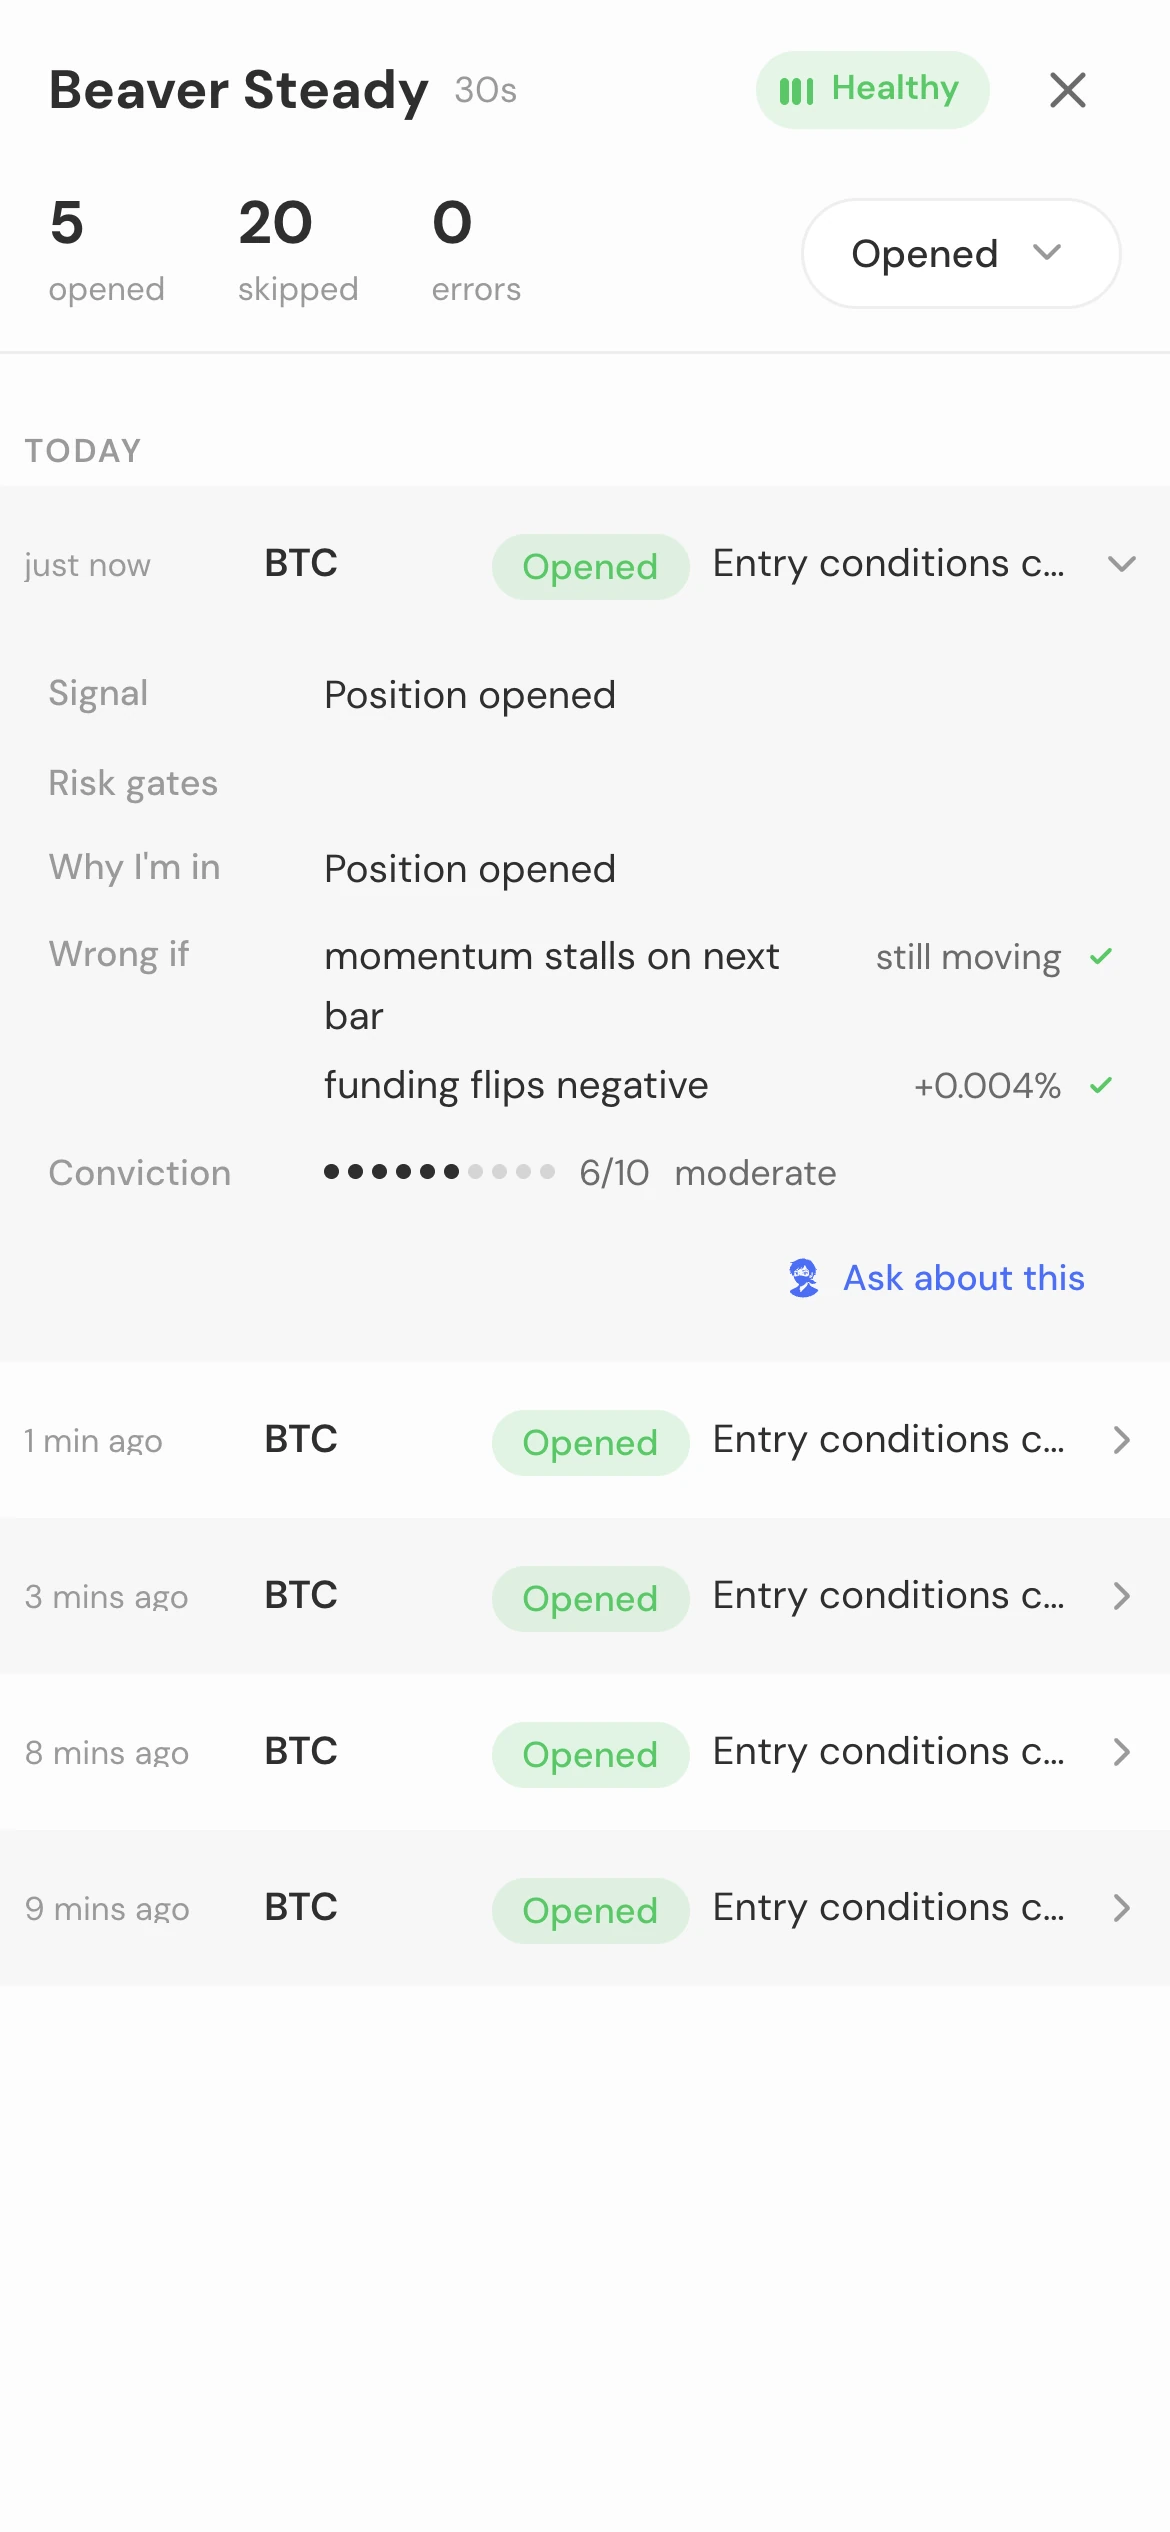 Beaver Steady 30s Healthy
5 20 0
opened skipped errors
Opened
TODAY
just now BTC Opened Entry conditions c...
Signal Position opened
Risk gates
Why I'm in Position opened
Wrong if momentum stalls on next still moving
bar
funding flips negative +0.004%
Conviction 6/10 moderate
Ask about this
1 min ago BTC Opened Entry conditions c...
3 mins ago BTC Opened Entry conditions c...
8 mins ago BTC Opened Entry conditions c...
9 mins ago BTC Opened Entry conditions c...